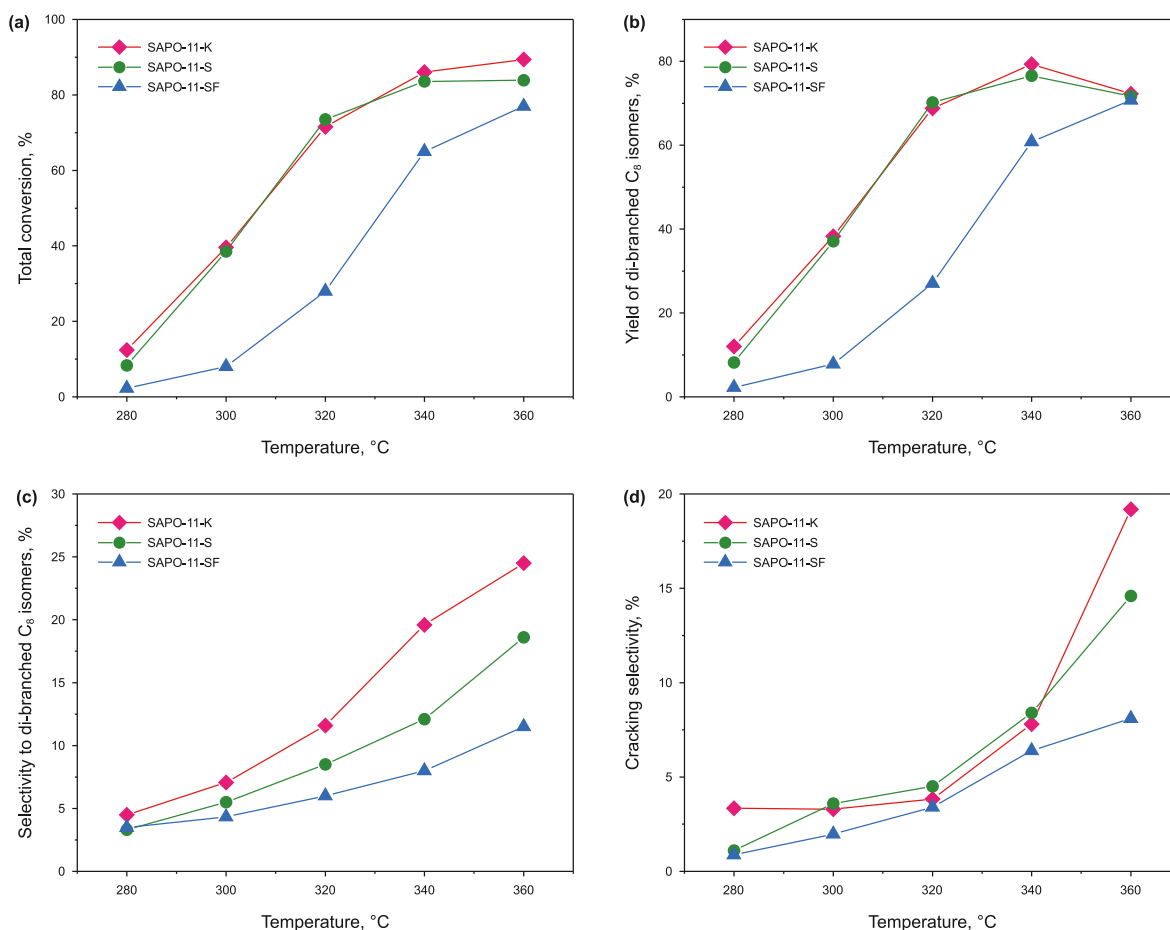 (a)
100
80
60
40
20
0
Total conversion, %
SAPO-11-K
SAPO-11-S
SAPO-11-SF
280 300 320 340 360
Temperature, °C
(b)
80
60
40
20
0
Yield of di-branched C₈ isomers, %
SAPO-11-K
SAPO-11-S
SAPO-11-SF
280 300 320 340 360
Temperature, °C
(c)
30
25
20
15
10
5
0
Selectivity to di-branched C₈ isomers, %
SAPO-11-K
SAPO-11-S
SAPO-11-SF
280 300 320 340 360
Temperature, °C
(d)
20
15
10
5
0
Cracking selectivity, %
SAPO-11-K
SAPO-11-S
SAPO-11-SF
280 300 320 340 360
Temperature, °C